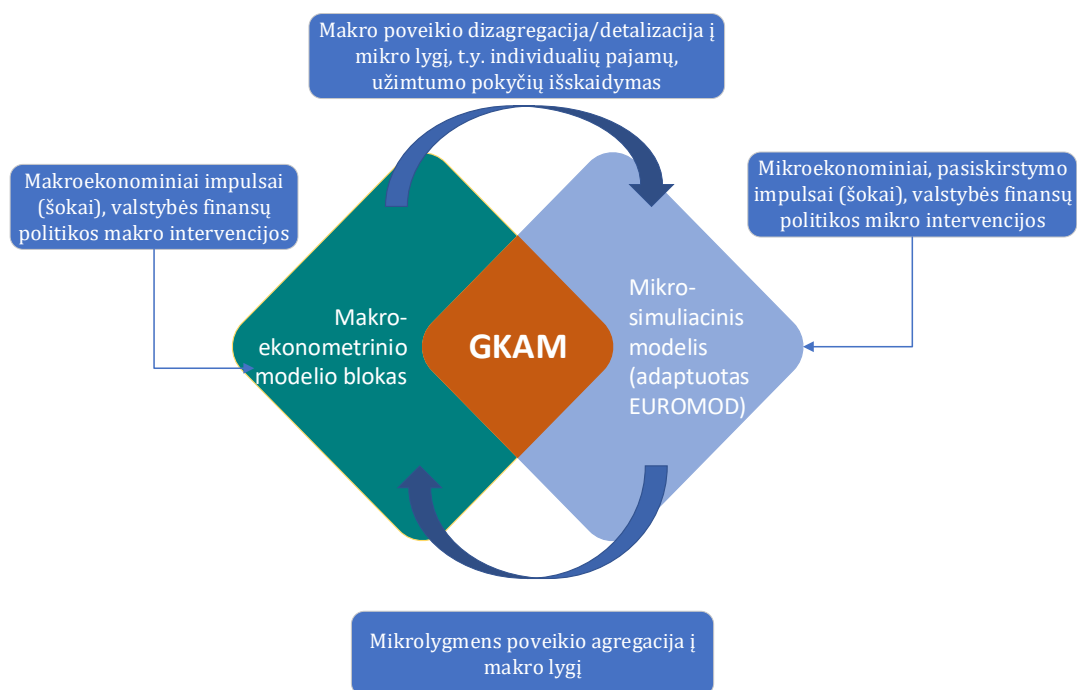 Makro poveikio dizagregacija/detalizacija į
mikro lygį, t.y. individualių pajamų,
užimtumo pokyčių išskaidymas
Makroekonominiai impulsai
(šokai), valstybės finansų
politikos makro intervencijos
Mikroekonominiai, pasiskirstymo
impulsai (šokai), valstybės finansų
politikos mikro intervencijos
Makro-
ekonometrinio
modelio blokas
GKAM
Mikro-
simuliacinis
modelis
(adaptuotas
EUROMOD)
Mikrolygmens poveikio agregacija į
makro lygį